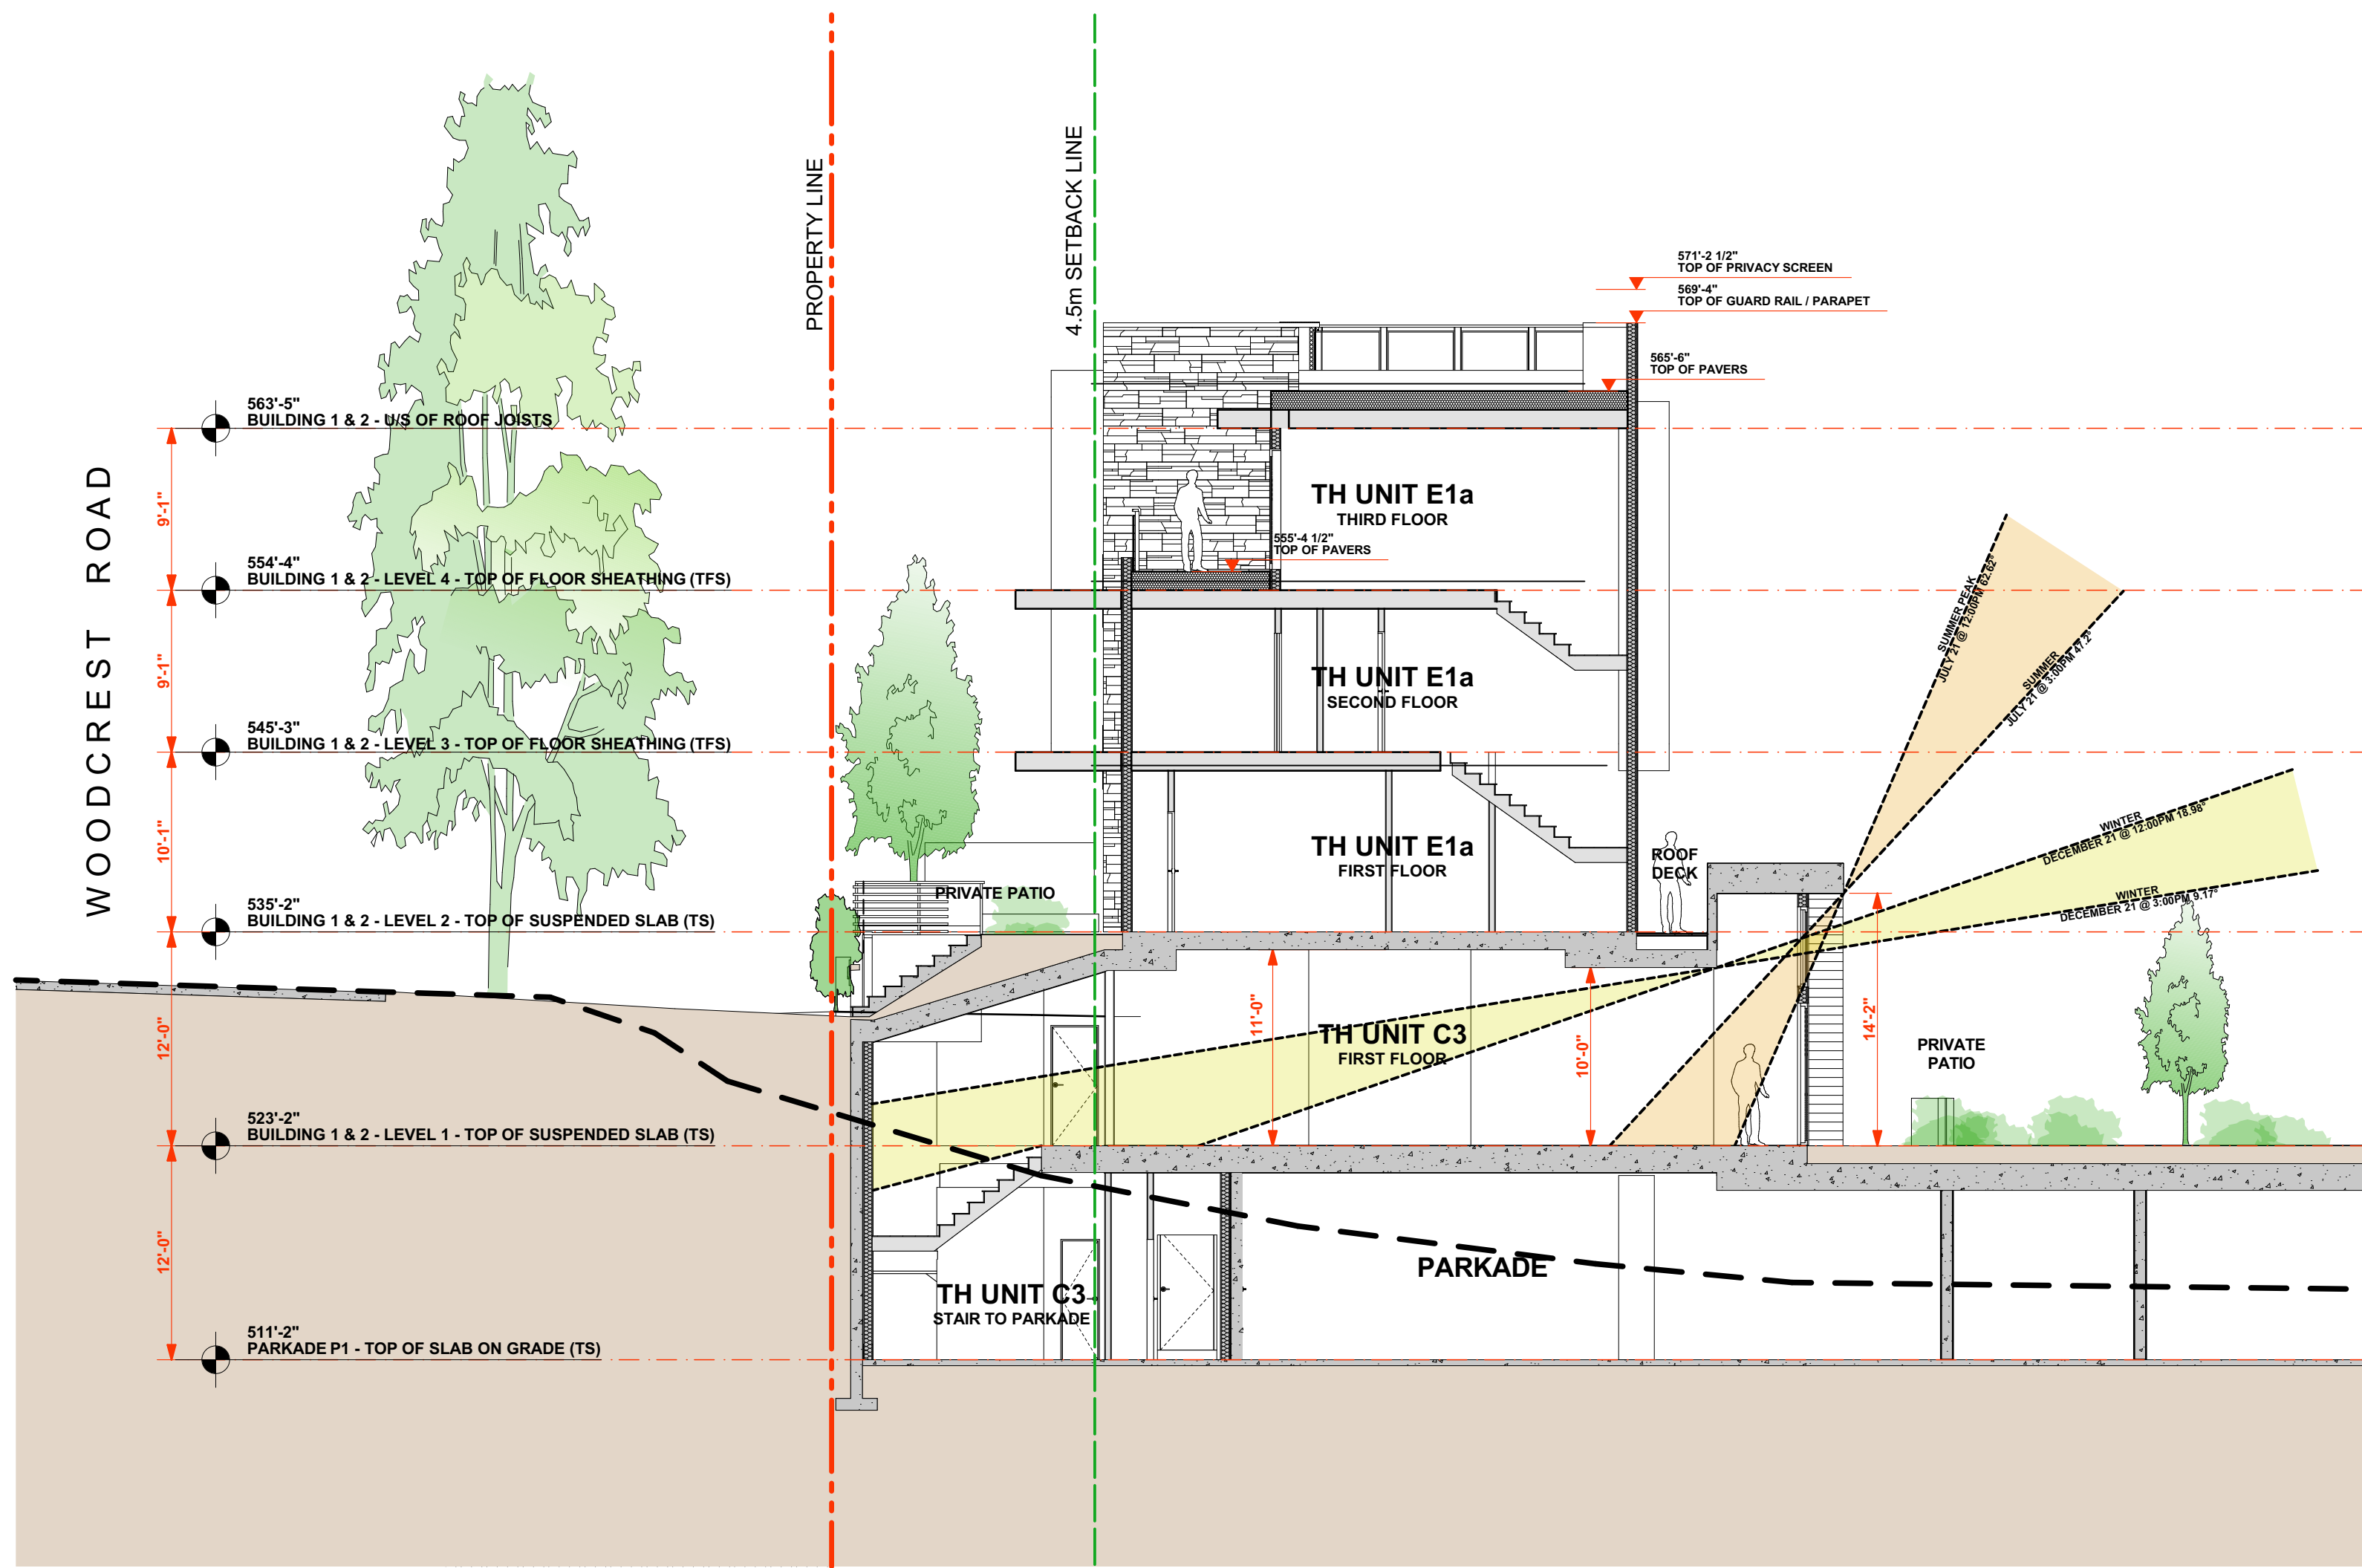 WOODCREST ROAD
PROPERTY LINE
4.5m SETBACK LINE
571'-2 1/2"
TOP OF PRIVACY SCREEN
569'-4"
TOP OF GUARD RAIL / PARAPET
565'-6"
TOP OF PAVERS
563'-5"
BUILDING 1 & 2 - U/S OF ROOF JOISTS
9'-1"
TH UNIT E1a
THIRD FLOOR
555'-4 1/2"
TOP OF PAVERS
554'-4"
BUILDING 1 & 2 - LEVEL 4 - TOP OF FLOOR SHEATHING (TFS)
9'-1"
TH UNIT E1a
SECOND FLOOR
SUMMER PEAK
JULY 21 @ 12:00PM 62.62°
SUMMER
JULY 21 @ 3:00PM 47.2°
545'-3"
BUILDING 1 & 2 - LEVEL 3 - TOP OF FLOOR SHEATHING (TFS)
10'-1"
TH UNIT E1a
FIRST FLOOR
ROOF
DECK
WINTER
DECEMBER 21 @ 12:00PM 18.98°
WINTER
DECEMBER 21 @ 3:00PM 9.17°
PRIVATE PATIO
535'-2"
BUILDING 1 & 2 - LEVEL 2 - TOP OF SUSPENDED SLAB (TS)
12'-0"
11'-0"
TH UNIT C3
FIRST FLOOR
10'-0"
14'-2"
PRIVATE
PATIO
523'-2"
BUILDING 1 & 2 - LEVEL 1 - TOP OF SUSPENDED SLAB (TS)
12'-0"
PARKADE
TH UNIT C3
STAIR TO PARKADE
511'-2"
PARKADE P1 - TOP OF SLAB ON GRADE (TS)